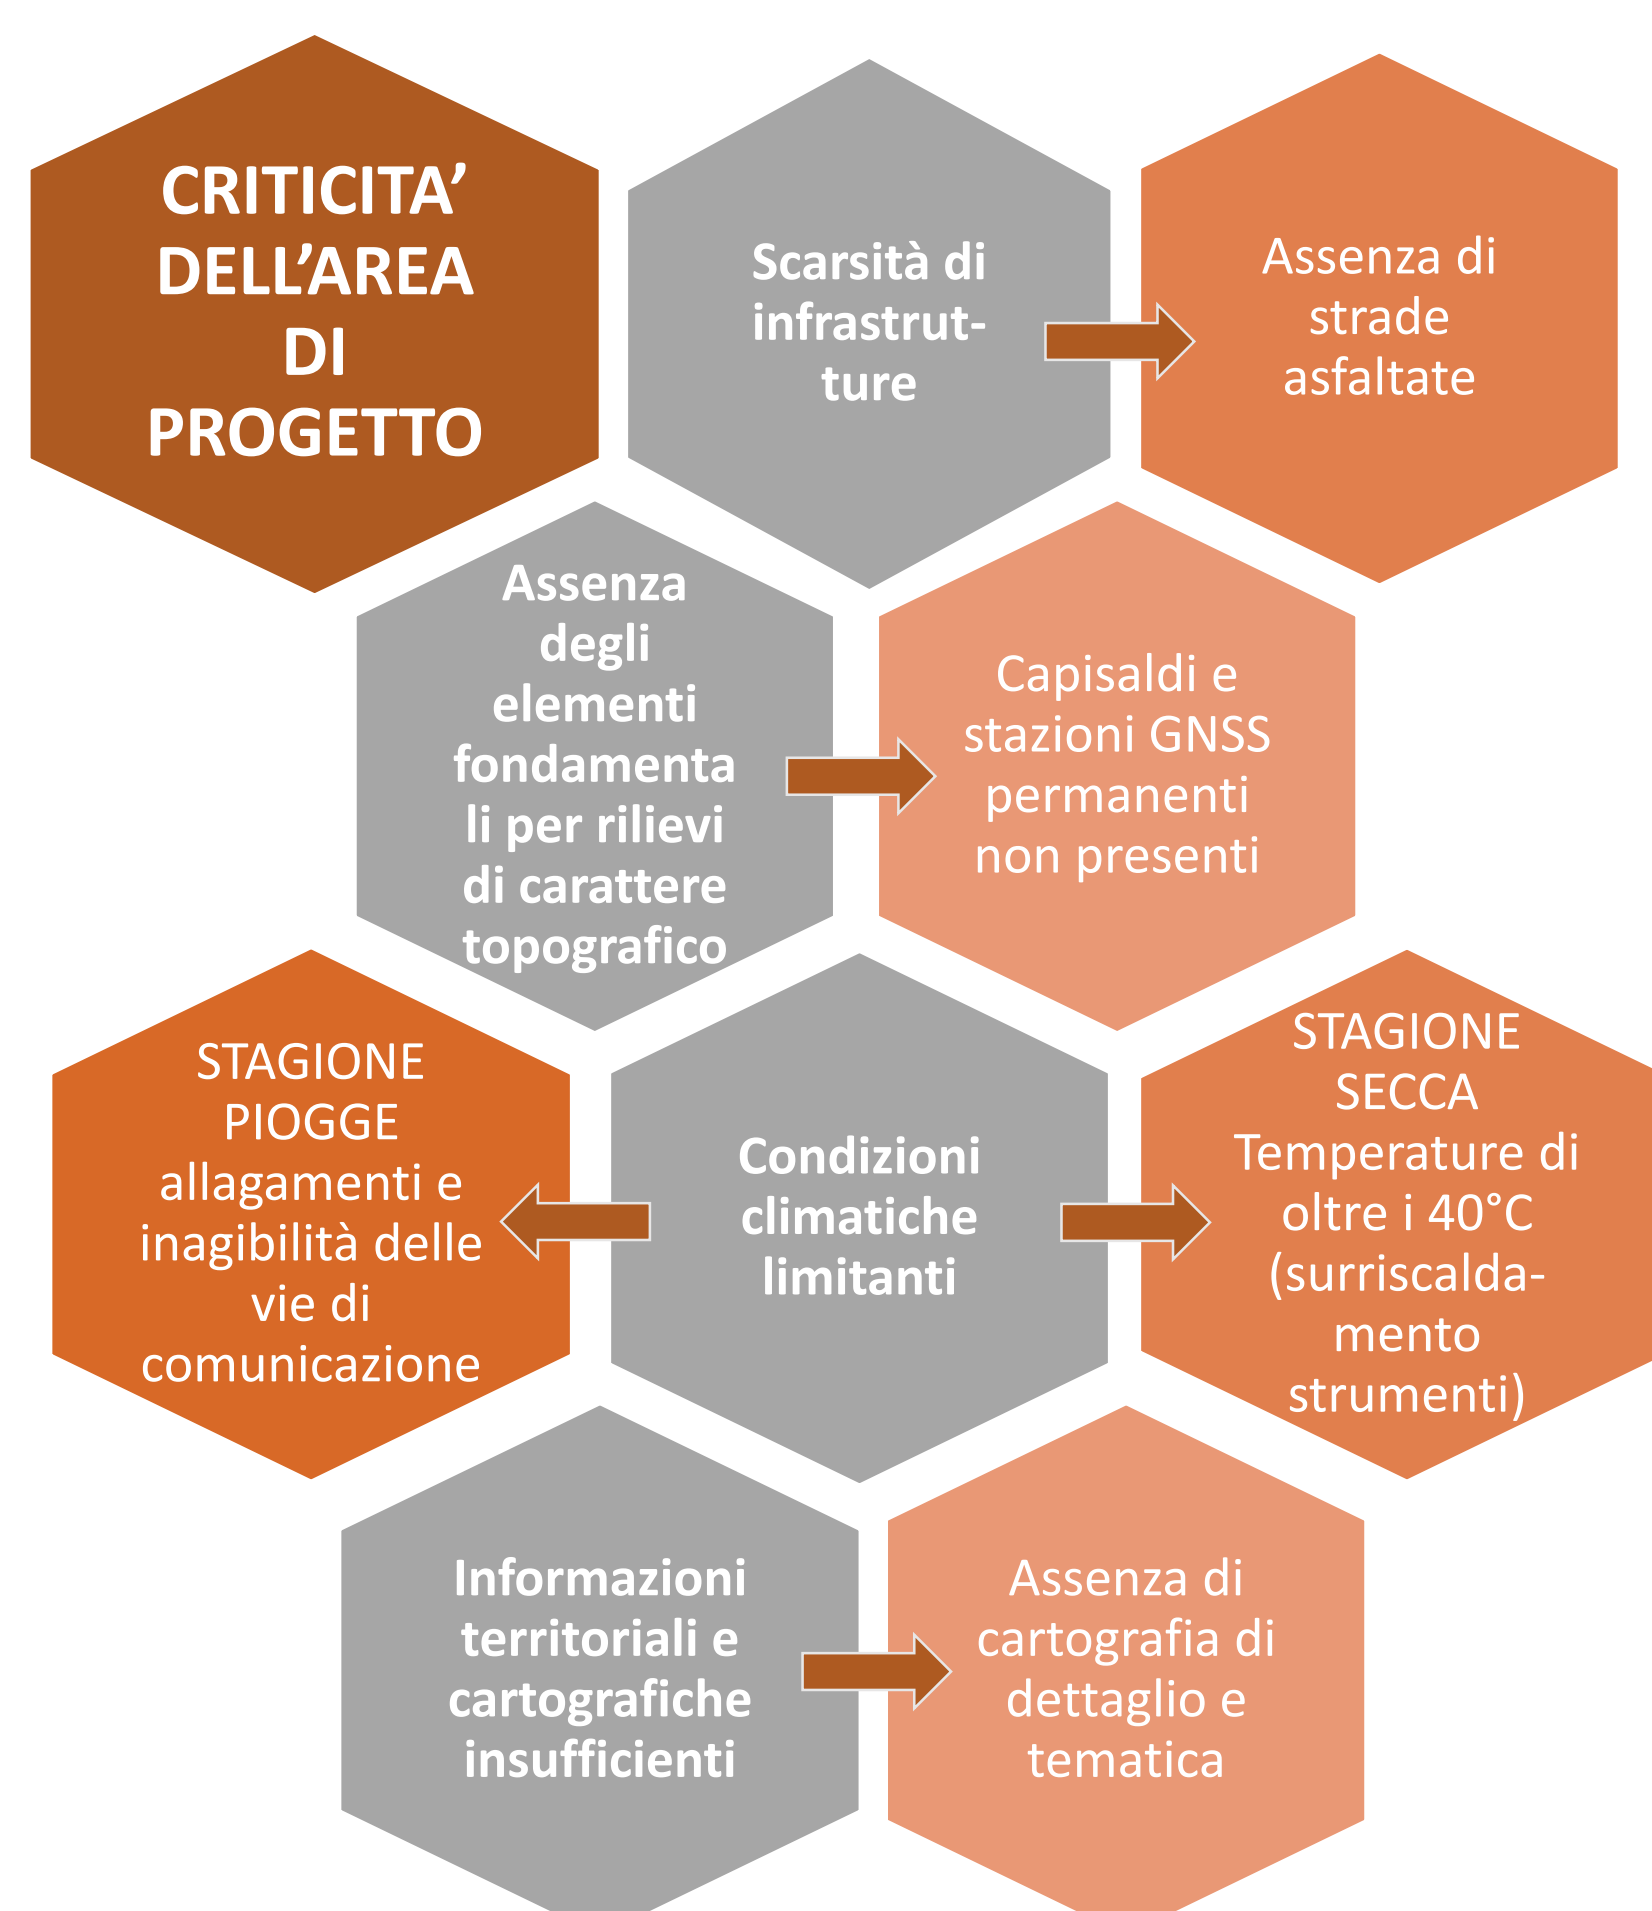 CRITICITA’
DELL’AREA
DI
PROGETTO
Scarsità di
infrastrut-
ture
Assenza di
strade
asfaltate
Assenza
degli
elementi
fondamenta
li per rilievi
di carattere
topografico
Capisaldi e
stazioni GNSS
permanenti
non presenti
STAGIONE
PIOGGE
allagamenti e
inagibilità delle
vie di
comunicazione
Condizioni
climatiche
limitanti
STAGIONE
SECCA
Temperature di
oltre i 40°C
(surriscalda-
mento
strumenti)
Informazioni
territoriali e
cartografiche
insufficienti
Assenza di
cartografia di
dettaglio e
tematica